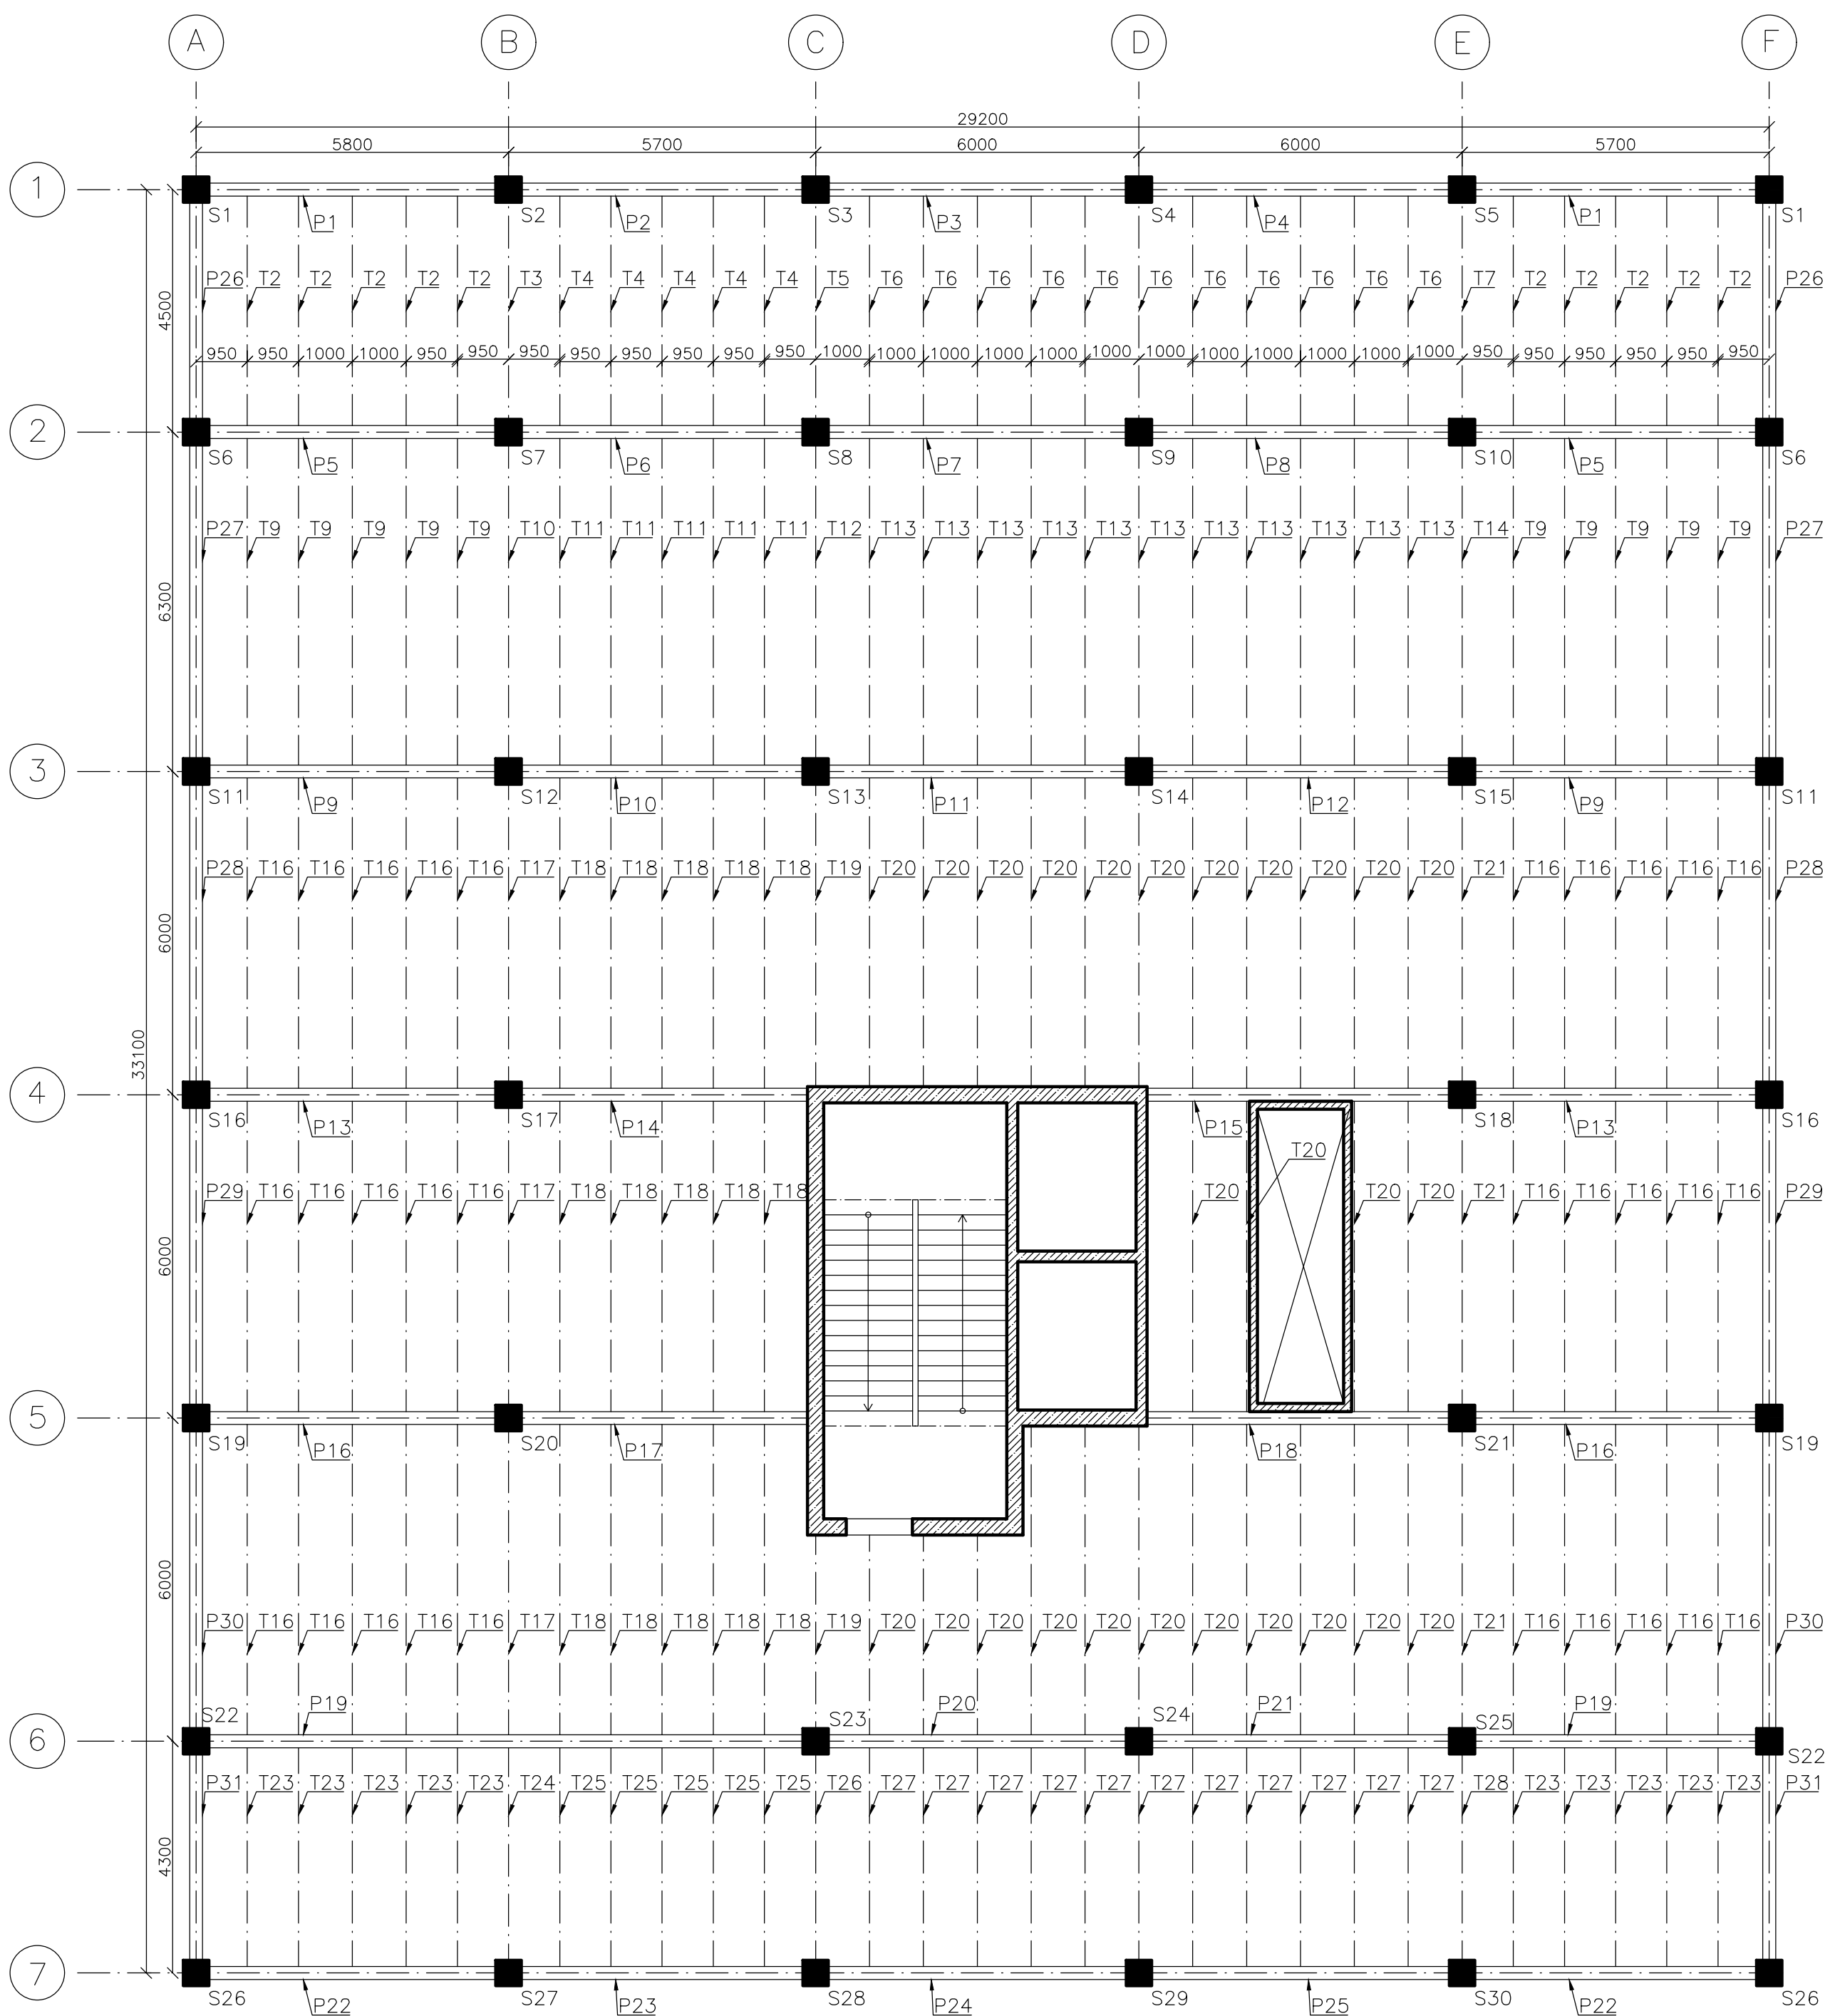 A B C D E F
29200
5800 5700 6000 6000 5700
1
S1 P1 S2 P2 S3 P3 S4 P4 S5 P1 S1
P26 T2 T2 T2 T2 T2 T3 T4 T4 T4 T4 T4 T5 T6 T6 T6 T6 T6 T6 T6 T6 T6 T6 T6 T7 T2 T2 T2 T2 T2 P26
4500
950 950 1000 1000 950 950 950 950 950 950 950 950 1000 1000 1000 1000 1000 1000 1000 1000 1000 1000 1000 1000 950 950 950 950 950 950
2
S6 P5 S7 P6 S8 P7 S9 P8 S10 P5 S6
P27 T9 T9 T9 T9 T9 T10 T11 T11 T11 T11 T11 T12 T13 T13 T13 T13 T13 T13 T13 T13 T13 T13 T13 T14 T9 T9 T9 T9 T9 P27
6300
3
S11 P9 S12 P10 S13 P11 S14 P12 S15 P9 S11
P28 T16 T16 T16 T16 T16 T17 T18 T18 T18 T18 T18 T19 T20 T20 T20 T20 T20 T20 T20 T20 T20 T20 T20 T21 T16 T16 T16 T16 T16 P28
6000
33100
4
S16 P13 S17 P14 P15 S18 P13 S16
T20
P29 T16 T16 T16 T16 T16 T17 T18 T18 T18 T18 T18 T20 T20 T20 T21 T16 T16 T16 T16 T16 P29
6000
5
S19 P16 S20 P17 P18 S21 P16 S19
6000
P30 T16 T16 T16 T16 T16 T17 T18 T18 T18 T18 T18 T19 T20 T20 T20 T20 T20 T20 T20 T20 T20 T20 T20 T21 T16 T16 T16 T16 T16 P30
S22 P19 S23 P20 S24 P21 S25 P19
6
S22
P31 T23 T23 T23 T23 T23 T24 T25 T25 T25 T25 T25 T26 T27 T27 T27 T27 T27 T27 T27 T27 T27 T27 T27 T28 T23 T23 T23 T23 T23 P31
4300
7
S26 P22 S27 P23 S28 P24 S29 P25 S30 P22 S26